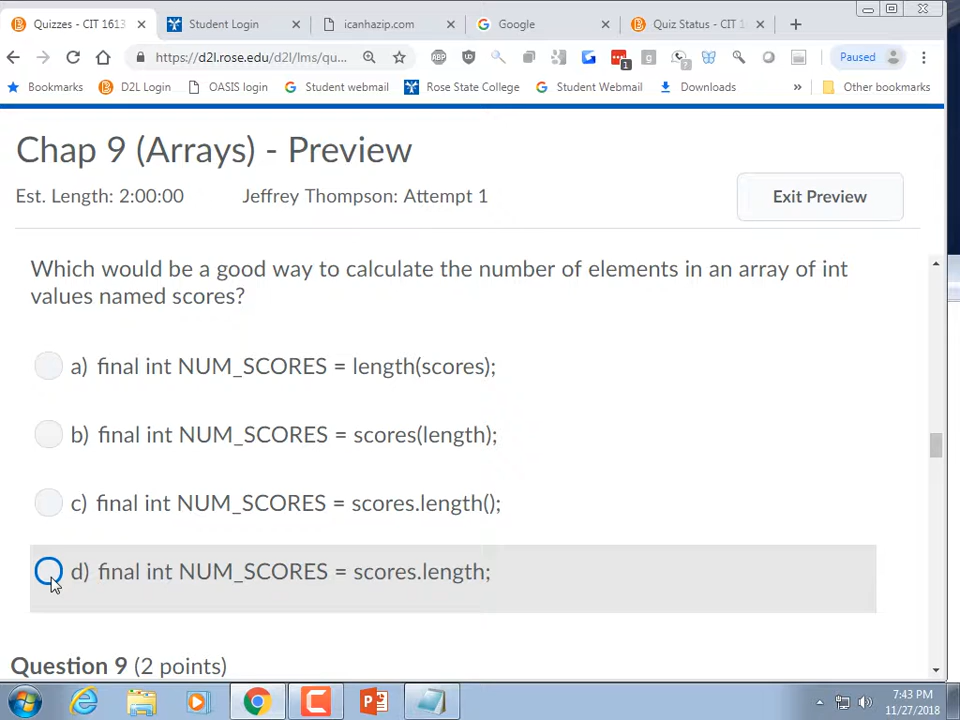 Quizzes - CIT 1613
Student Login
icanhazip.com
Google
Quiz Status - CIT 1
https://d2l.rose.edu/d2l/lms/qu...
ABP
1
g
?
Paused
Bookmarks
D2L Login
OASIS login
Student webmail
Rose State College
Student Webmail
Downloads
»
Other bookmarks
Chap 9 (Arrays) - Preview
Est. Length: 2:00:00
Jeffrey Thompson: Attempt 1
Exit Preview
Which would be a good way to calculate the number of elements in an array of int
values named scores?
a) final int NUM_SCORES = length(scores);
b) final int NUM_SCORES = scores(length);
c) final int NUM_SCORES = scores.length();
d) final int NUM_SCORES = scores.length;
Question 9 (2 points)
7:43 PM
11/27/2018